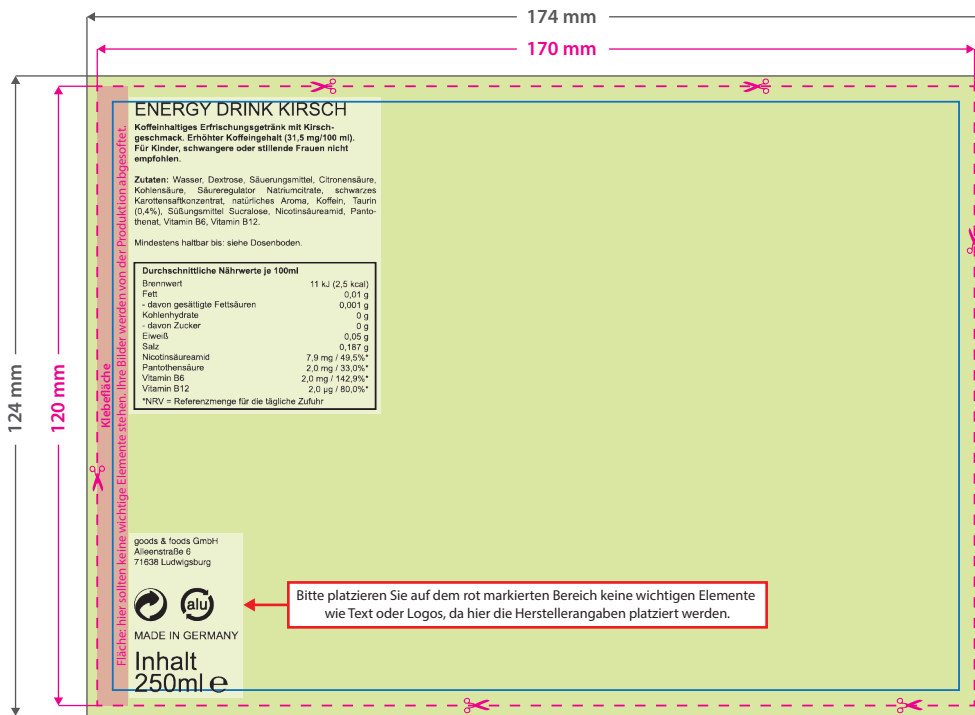 174 mm
170 mm
124 mm
120 mm
Klebefläche
Fläche: hier sollten keine wichtige Elemente stehen. Ihre Bilder werden von der Produktion abgesoftet.
ENERGY DRINK KIRSCH
Koffeinhaltiges Erfrischungsgetränk mit Kirsch-
geschmack. Erhöhter Koffeingehalt (31,5 mg/100 ml).
Für Kinder, schwangere oder stillende Frauen nicht
empfohlen.
Zutaten: Wasser, Dextrose, Säuerungsmittel, Citronensäure,
Kohlensäure, Säureregulator Natriumcitrate, schwarzes
Karottensaftkonzentrat, natürliches Aroma, Koffein, Taurin
(0,4%), Süßungsmittel Sucralose, Nicotinsäureamid, Panto-
thenat, Vitamin B6, Vitamin B12.
Mindestens haltbar bis: siehe Dosenboden.
Durchschnittliche Nährwerte je 100ml
Brennwert 11 kJ (2,5 kcal)
Fett 0,01 g
- davon gesättigte Fettsäuren 0,001 g
Kohlenhydrate 0 g
- davon Zucker 0 g
Eiweiß 0,05 g
Salz 0,187 g
Nicotinsäureamid 7,9 mg / 49,5%*
Pantothensäure 2,0 mg / 33,0%*
Vitamin B6 2,0 mg / 142,9%*
Vitamin B12 2,0 µg / 80,0%*
*NRV = Referenzmenge für die tägliche Zufuhr
goods & foods GmbH
Alleenstraße 6
71638 Ludwigsburg
alu
MADE IN GERMANY
Inhalt
250ml ℮
Bitte platzieren Sie auf dem rot markierten Bereich keine wichtigen Elemente
wie Text oder Logos, da hier die Herstellerangaben platziert werden.